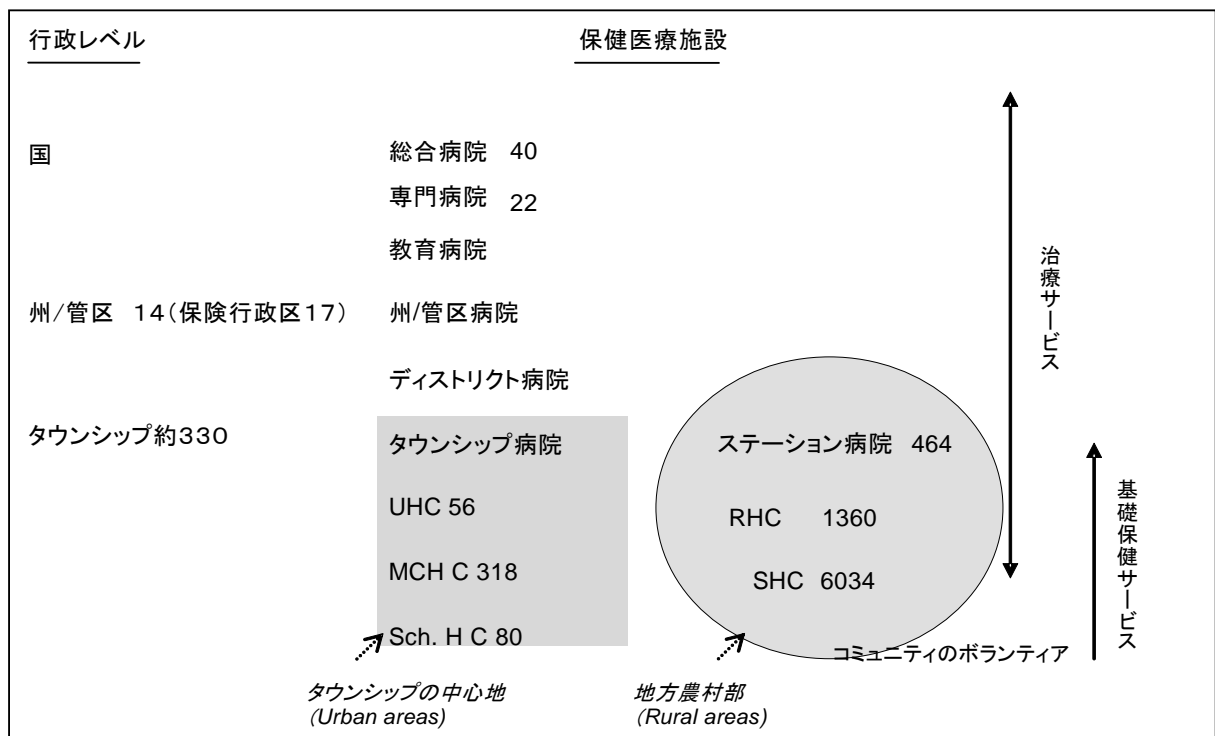 行政レベル 保健医療施設
国 総合病院 40
専門病院 22
教育病院
州/管区 14(保険行政区17) 州/管区病院
ディストリクト病院
タウンシップ約330 タウンシップ病院 ステーション病院 464
UHC 56 RHC 1360
MCH C 318 SHC 6034
Sch. H C 80 コミュニティのボランティア
タウンシップの中心地 地方農村部
(Urban areas) (Rural areas)
治療サービス
基礎保健サービス